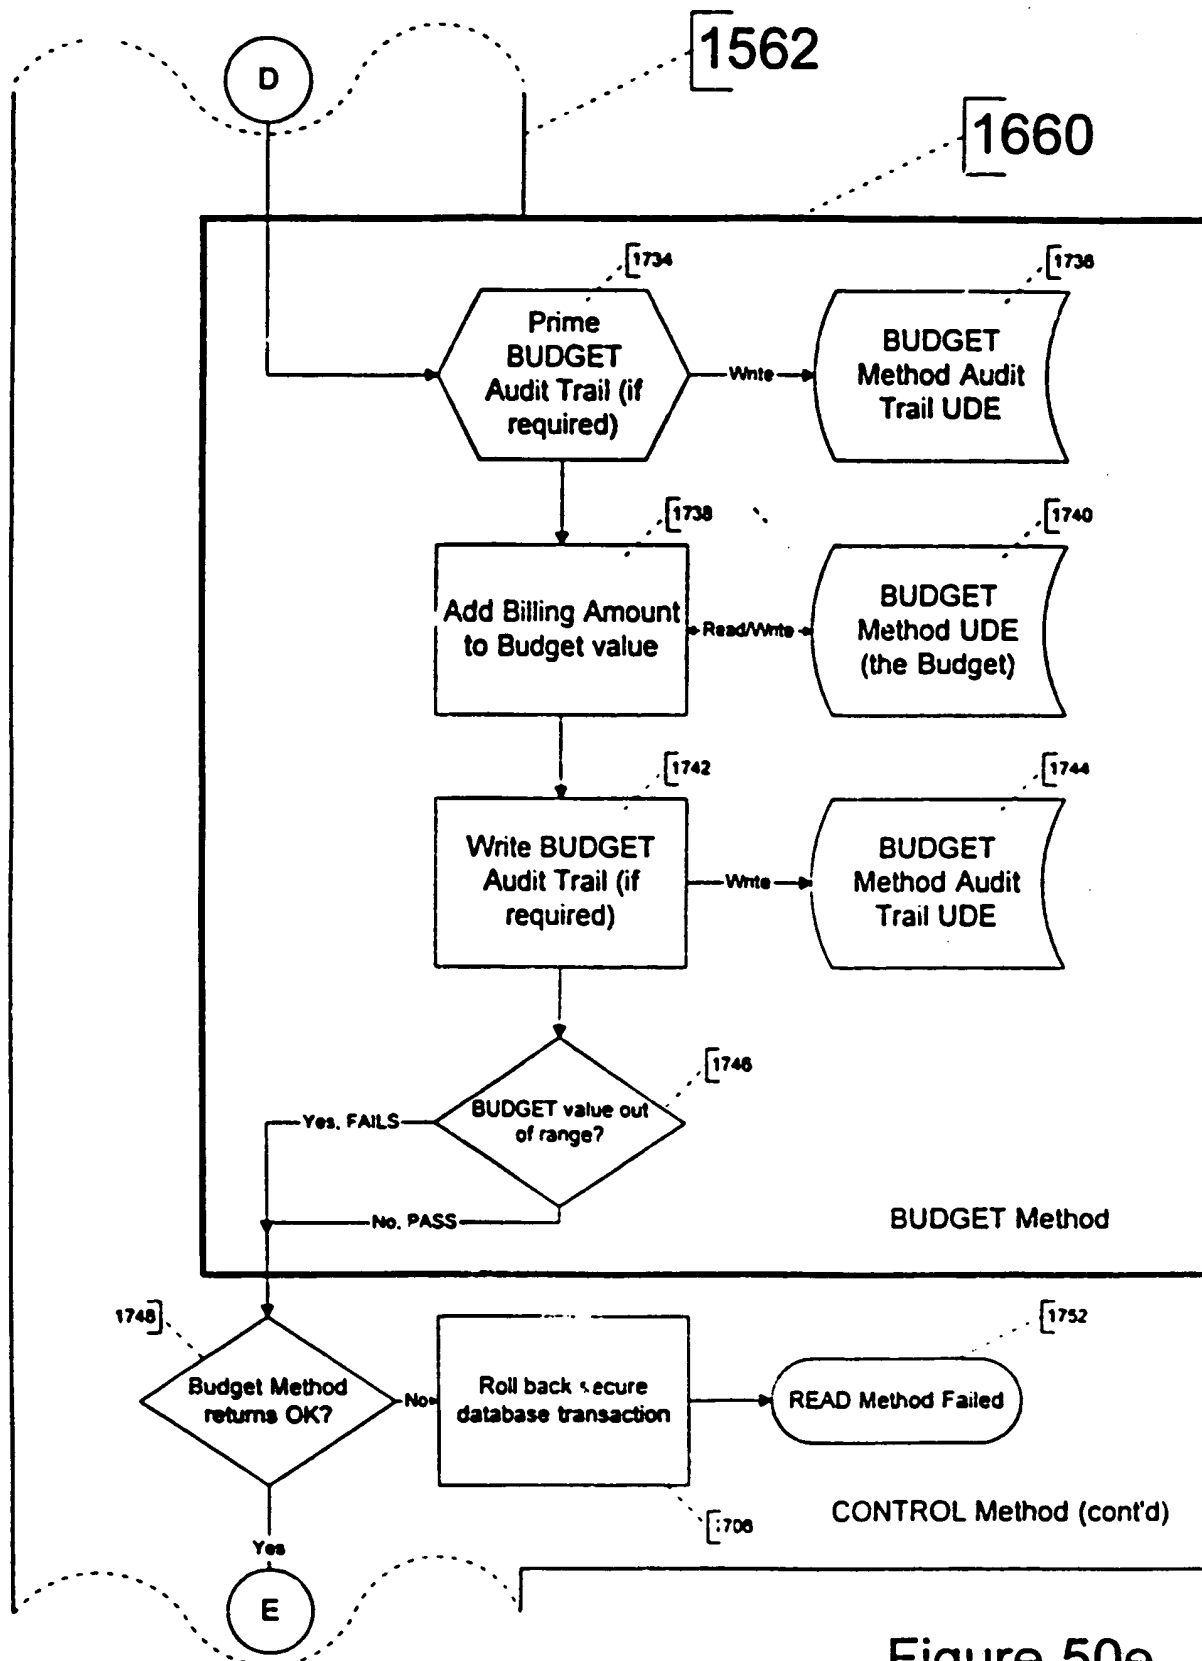 D
1562
1660
1734
Prime
BUDGET
Audit Trail (if
required)
Write
1736
BUDGET
Method Audit
Trail UDE
1738
Add Billing Amount
to Budget value
Read/Write
1740
BUDGET
Method UDE
(the Budget)
1742
Write BUDGET
Audit Trail (if
required)
Write
1744
BUDGET
Method Audit
Trail UDE
1746
BUDGET value out
of range?
Yes, FAILS
No, PASS
BUDGET Method
1748
Budget Method
returns OK?
No
Roll back secure
database transaction
1752
READ Method Failed
CONTROL Method (cont'd)
Yes
E
Figure 50e